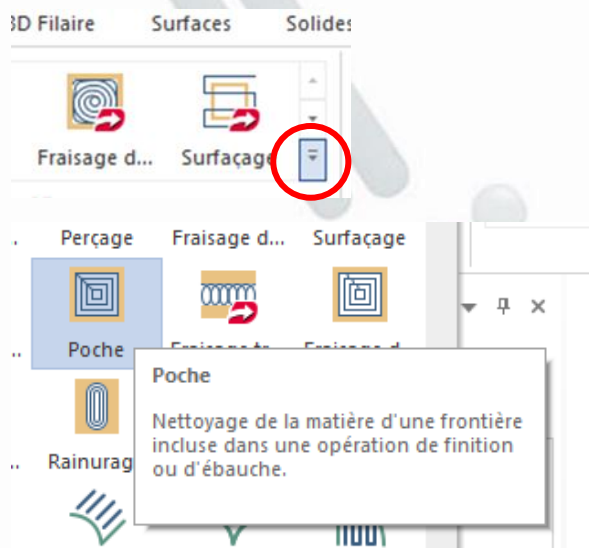 3D Filaire Surfaces Solides
Fraisage d... Surfaçage
Perçage Fraisage d... Surfaçage
Poche
Poche
Nettoyage de la matière d'une frontière
incluse dans une opération de finition
ou d'ébauche.
Rainurag